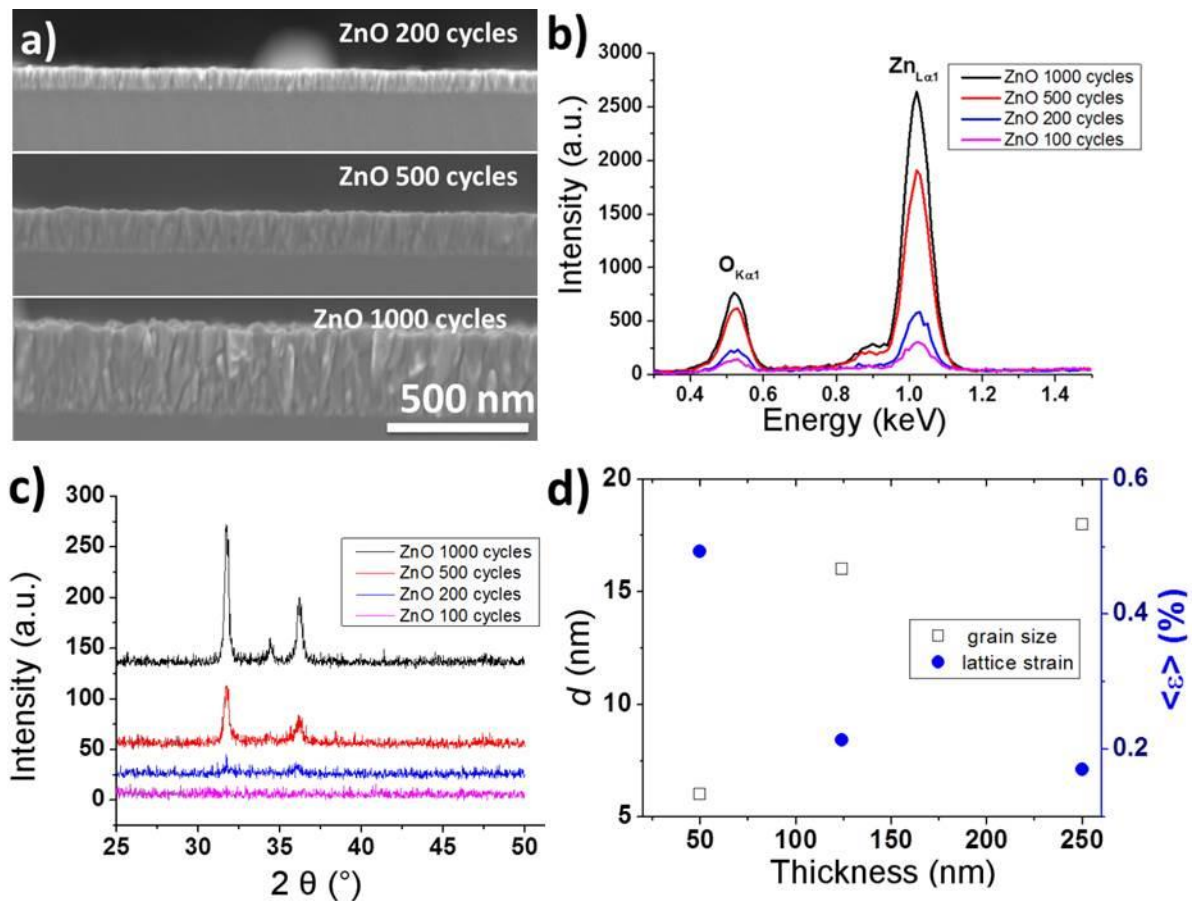 a)
ZnO 200 cycles
ZnO 500 cycles
ZnO 1000 cycles
500 nm
b)
3000
2500
2000
1500
1000
500
0
Intensity (a.u.)
O Kα1
Zn Lα1
ZnO 1000 cycles
ZnO 500 cycles
ZnO 200 cycles
ZnO 100 cycles
0.4 0.6 0.8 1.0 1.2 1.4
Energy (keV)
c)
300
250
200
150
100
50
0
Intensity (a.u.)
ZnO 1000 cycles
ZnO 500 cycles
ZnO 200 cycles
ZnO 100 cycles
25 30 35 40 45 50
2 θ (°)
d)
20
15
10
5
d (nm)
grain size
lattice strain
0.6
0.4
0.2
<ε> (%)
50 100 150 200 250
Thickness (nm)